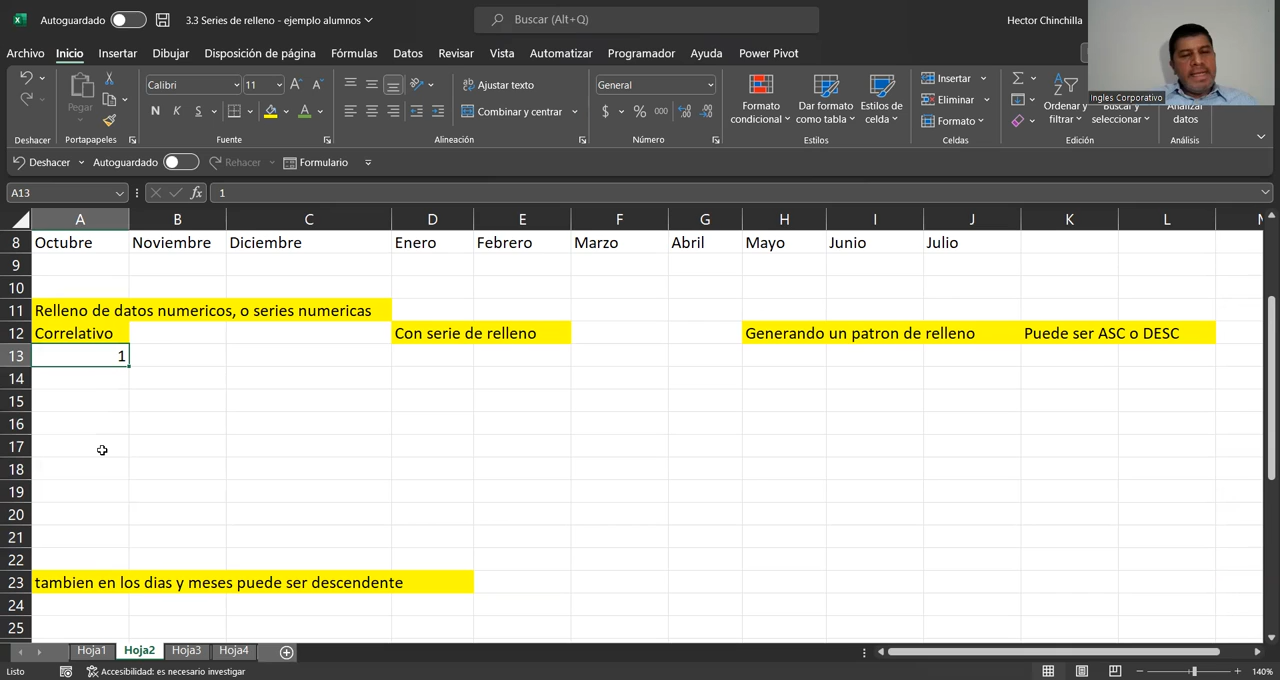 Autoguardado 3.3 Series de relleno - ejemplo alumnos Buscar (Alt+Q) Hector Chinchilla
Archivo Inicio Insertar Dibujar Disposición de página Fórmulas Datos Revisar Vista Automatizar Programador Ayuda Power Pivot
Pegar Calibri 11 Ajustar texto General Formato condicional Dar formato como tabla Estilos de celda Insertar Ordenar y filtrar Buscar y seleccionar Analizar datos
N K S Combinar y centrar $ % 000 Eliminar
Formato
Ingles Corporativo
Deshacer Portapapeles Fuente Alineación Número Estilos Celdas Edición Análisis
Deshacer Autoguardado Rehacer Formulario
A13 fx 1
A B C D E F G H I J K L
8 Octubre Noviembre Diciembre Enero Febrero Marzo Abril Mayo Junio Julio
9
10
11 Relleno de datos numericos, o series numericas
12 Correlativo Con serie de relleno Generando un patron de relleno Puede ser ASC o DESC
13 1
14
15
16
17
18
19
20
21
22
23 tambien en los dias y meses puede ser descendente
24
25
Hoja1 Hoja2 Hoja3 Hoja4
Listo Accesibilidad: es necesario investigar 140%